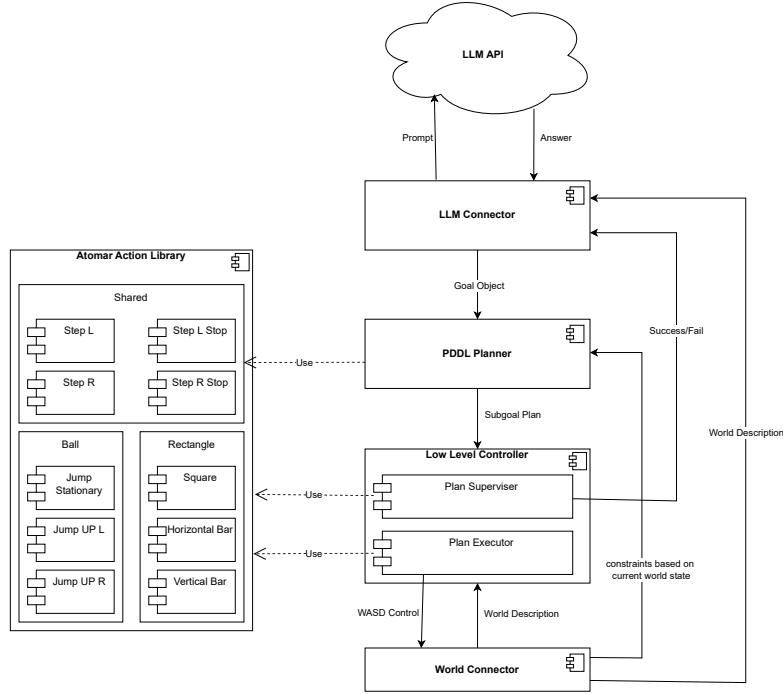 LLM API
Prompt
Answer
LLM Connector
Atomar Action Library
Goal Object
Shared
Step L
Step L Stop
Success/Fail
PDDL Planner
Use
Step R
Step R Stop
Subgoal Plan
World Description
Ball
Rectangle
Low Level Controller
Jump
Stationary
Square
Plan Superviser
Use
Jump UP L
Horizontal Bar
Plan Executor
Use
constraints based on
current world state
Jump UP R
Vertical Bar
WASD Control
World Description
World Connector